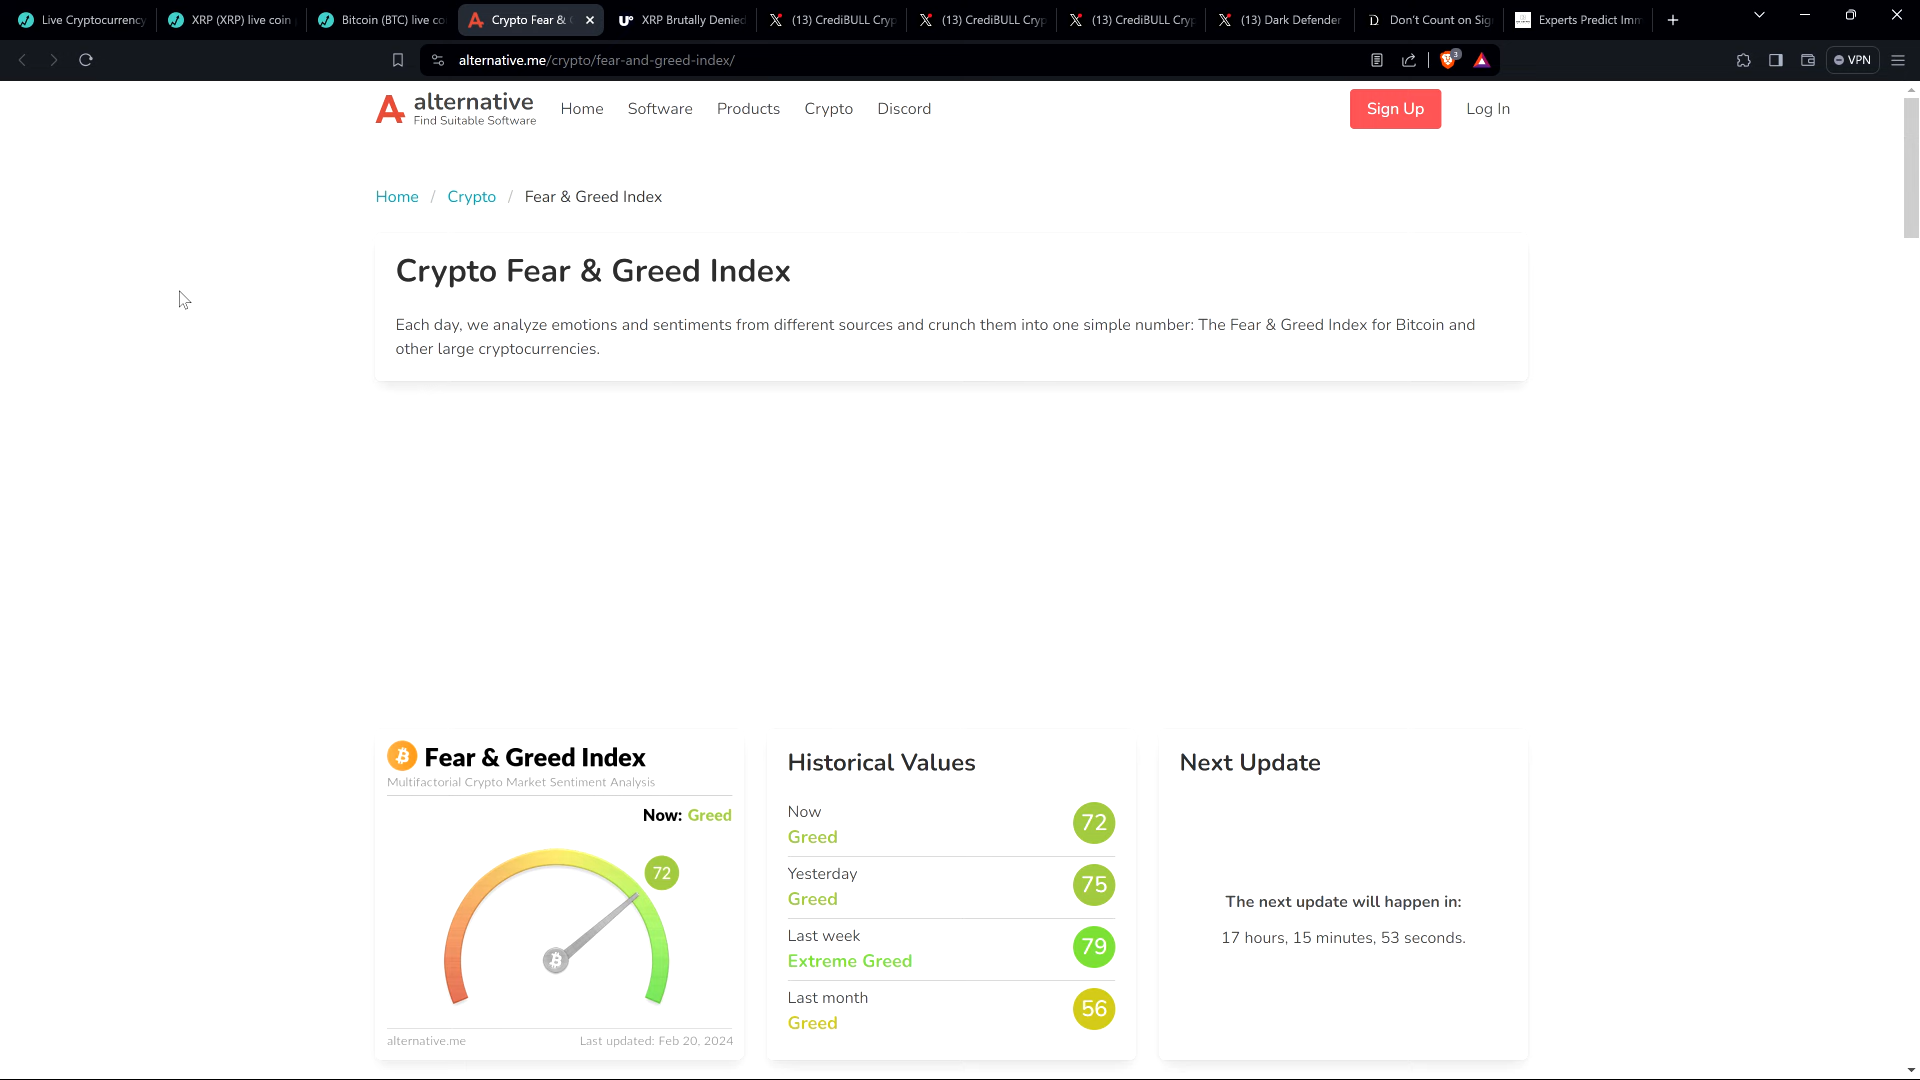 Live Cryptocurrency
XRP (XRP) live coin
Bitcoin (BTC) live co
Crypto Fear &
XRP Brutally Denied
(13) CrediBULL Cryp
(13) CrediBULL Cryp
(13) CrediBULL Cryp
(13) Dark Defender
Don't Count on Sig
Experts Predict Imm
alternative.me/crypto/fear-and-greed-index/
3
VPN
alternative
Find Suitable Software
Home
Software
Products
Crypto
Discord
Sign Up
Log In
Home / Crypto / Fear & Greed Index
Crypto Fear & Greed Index
Each day, we analyze emotions and sentiments from different sources and crunch them into one simple number: The Fear & Greed Index for Bitcoin and
other large cryptocurrencies.
Fear & Greed Index
Multifactorial Crypto Market Sentiment Analysis
Now: Greed
72
alternative.me
Last updated: Feb 20, 2024
Historical Values
Now
Greed
72
Yesterday
Greed
75
Last week
Extreme Greed
79
Last month
Greed
56
Next Update
The next update will happen in:
17 hours, 15 minutes, 53 seconds.